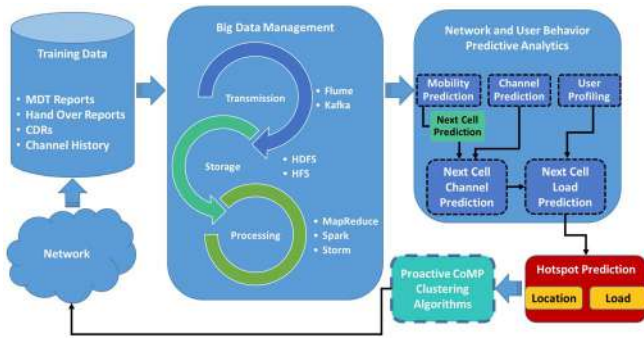 Training Data
• MDT Reports
• Hand Over Reports
• CDRs
• Channel History
Network
Big Data Management
Transmission
• Flume
• Kafka
Storage
• HDFS
• HFS
Processing
• MapReduce
• Spark
• Storm
Network and User Behavior
Predictive Analytics
Mobility
Prediction
Channel
Prediction
User
Profiling
Next Cell
Prediction
Next Cell
Channel
Prediction
Next Cell
Load
Prediction
Hotspot Prediction
Location
Load
Proactive CoMP
Clustering
Algorithms